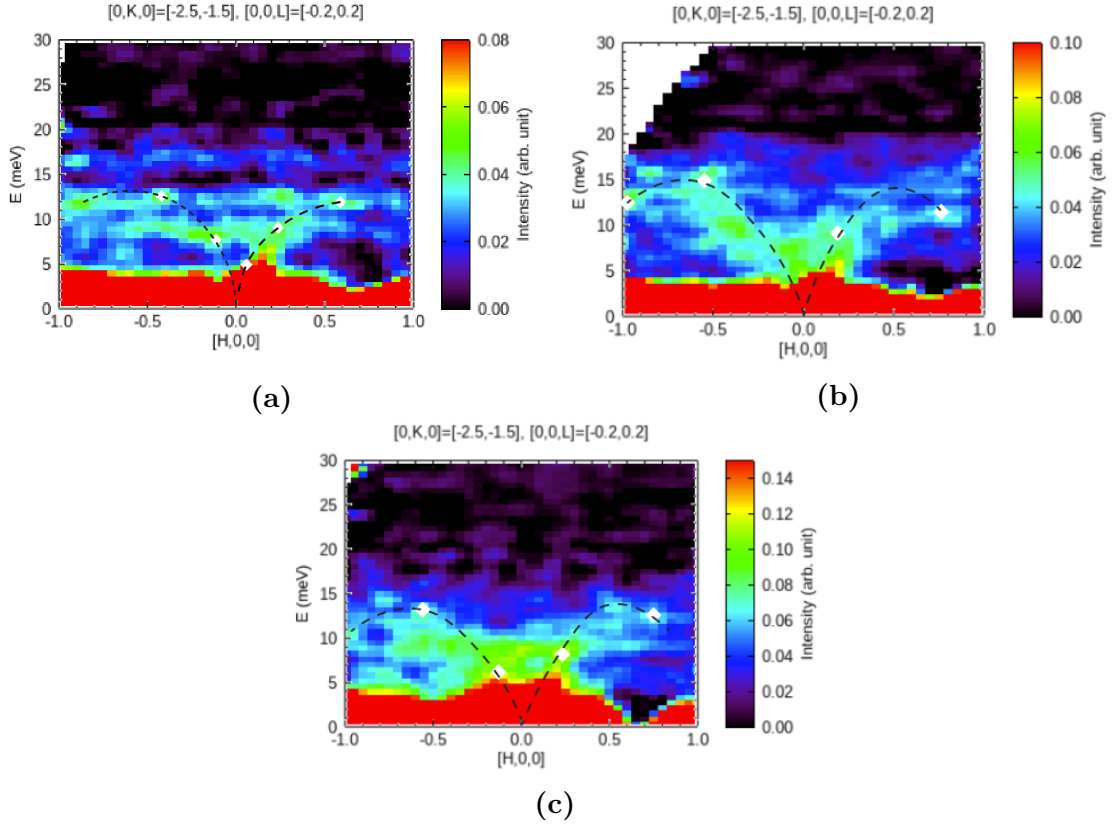 [0,K,0]=[-2.5,-1.5], [0,0,L]=[-0.2,0.2]
30
25
20
15
10
5
0
E (meV)
-1.0 -0.5 0.0 0.5 1.0
[H,0,0]
0.08
0.06
0.04
0.02
0.00
Intensity (arb. unit)
(a)
[0,K,0]=[-2.5,-1.5], [0,0,L]=[-0.2,0.2]
30
25
20
15
10
5
0
E (meV)
-1.0 -0.5 0.0 0.5 1.0
[H,0,0]
0.10
0.08
0.06
0.04
0.02
0.00
Intensity (arb. unit)
(b)
[0,K,0]=[-2.5,-1.5], [0,0,L]=[-0.2,0.2]
30
25
20
15
10
5
0
E (meV)
-1.0 -0.5 0.0 0.5 1.0
[H,0,0]
0.14
0.12
0.10
0.08
0.06
0.04
0.02
0.00
Intensity (arb. unit)
(c)